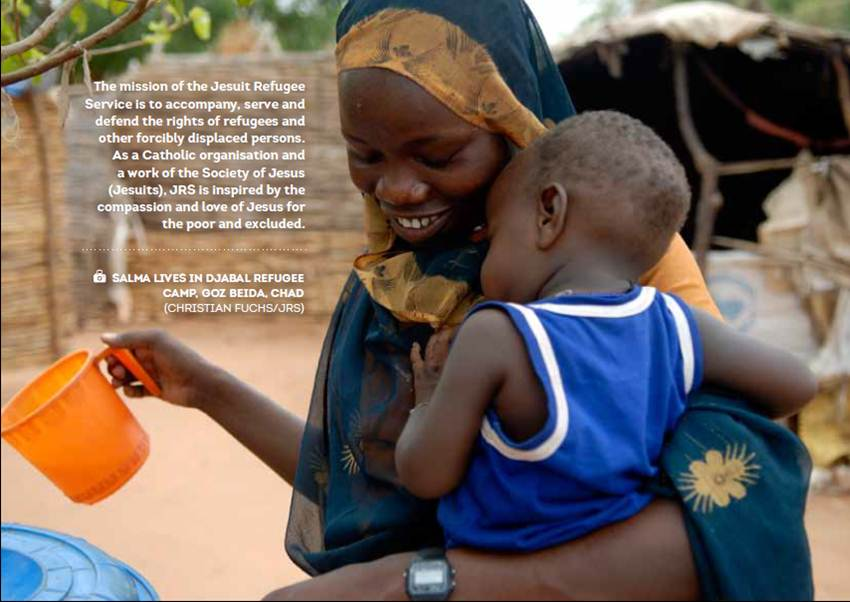 The mission of the Jesuit Refugee
Service is to accompany, serve and
defend the rights of refugees and
other forcibly displaced persons.
As a Catholic organisation and
a work of the Society of Jesus
(Jesuits), JRS is inspired by the
compassion and love of Jesus for
the poor and excluded.
SALMA LIVES IN DJABAL REFUGEE
CAMP, GOZ BEIDA, CHAD
(CHRISTIAN FUCHS/JRS)